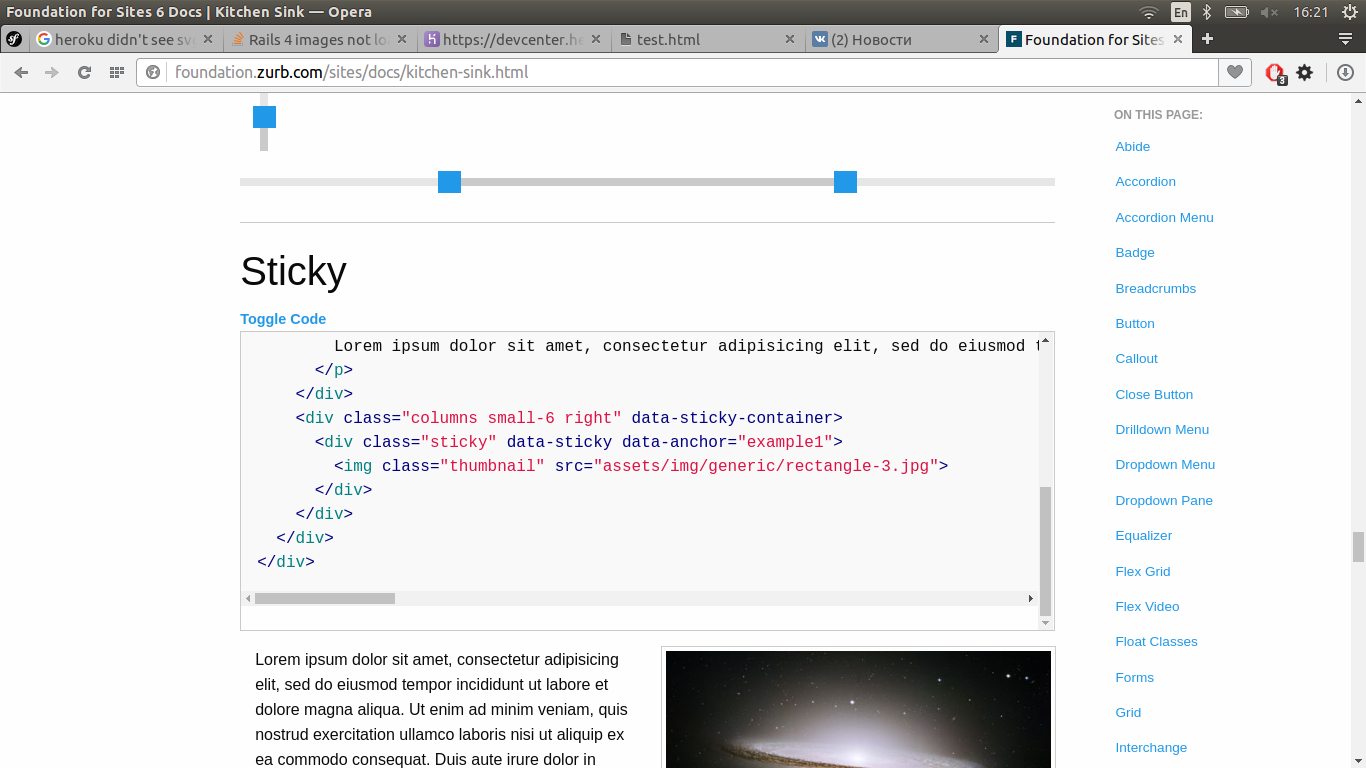 Foundation for Sites 6 Docs | Kitchen Sink — Opera
En
16:21
heroku didn't see sv
Rails 4 images not lo
https://devcenter.he
test.html
(2) Новости
Foundation for Sites
foundation.zurb.com/sites/docs/kitchen-sink.html
3
ON THIS PAGE:
Abide
Accordion
Accordion Menu
Badge
Breadcrumbs
Button
Callout
Close Button
Drilldown Menu
Dropdown Menu
Dropdown Pane
Equalizer
Flex Grid
Flex Video
Float Classes
Forms
Grid
Interchange
Sticky
Toggle Code
Lorem ipsum dolor sit amet, consectetur adipisicing elit, sed do eiusmod t
</p>
</div>
<div class="columns small-6 right" data-sticky-container>
<div class="sticky" data-sticky data-anchor="example1">
<img class="thumbnail" src="assets/img/generic/rectangle-3.jpg">
</div>
</div>
</div>
</div>
Lorem ipsum dolor sit amet, consectetur adipisicing
elit, sed do eiusmod tempor incididunt ut labore et
dolore magna aliqua. Ut enim ad minim veniam, quis
nostrud exercitation ullamco laboris nisi ut aliquip ex
ea commodo consequat. Duis aute irure dolor in